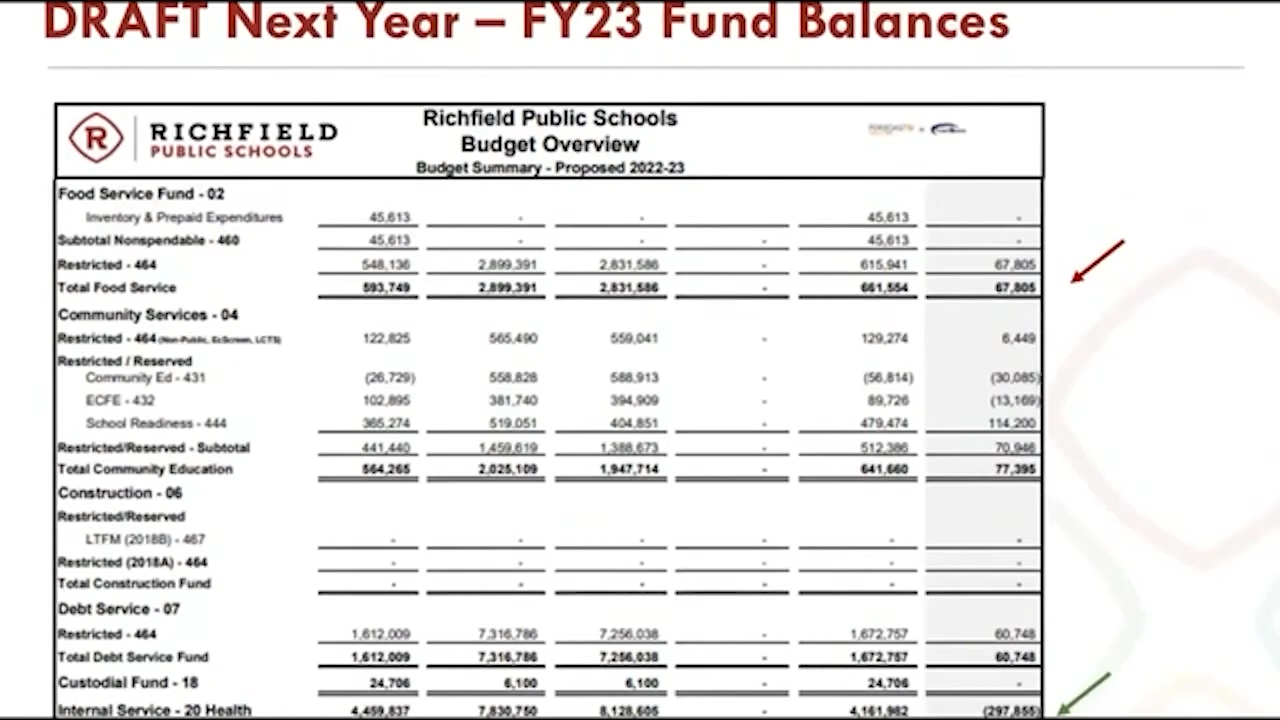 DRAFT Next Year – FY23 Fund Balances
RICHFIELD
PUBLIC SCHOOLS
Richfield Public Schools
Budget Overview
Budget Summary - Proposed 2022-23
Food Service Fund - 02
Inventory & Prepaid Expenditures 45,613 - - 45,613 -
Subtotal Nonspendable - 460 45,613 - - - 45,613 -
Restricted - 464 548,136 2,899,391 2,831,586 - 615,941 67,805
Total Food Service 593,749 2,899,391 2,831,586 - 661,554 67,805
Community Services - 04
Restricted - 464 (Non-Public, EcScreen, LCTS) 122,825 565,490 559,041 - 129,274 6,449
Restricted / Reserved
Community Ed - 431 (26,729) 558,828 588,913 - (56,814) (30,085)
ECFE - 432 102,895 381,740 394,909 - 89,726 (13,169)
School Readiness - 444 365,274 519,051 404,851 - 479,474 114,200
Restricted/Reserved - Subtotal 441,440 1,459,619 1,388,673 - 512,386 70,946
Total Community Education 564,265 2,025,109 1,947,714 - 641,660 77,395
Construction - 06
Restricted/Reserved
LTFM (2018B) - 467 - - - - - -
Restricted (2018A) - 464 - - - - - -
Total Construction Fund - - - - - -
Debt Service - 07
Restricted - 464 1,612,009 7,316,786 7,256,038 - 1,672,757 60,748
Total Debt Service Fund 1,612,009 7,316,786 7,256,038 - 1,672,757 60,748
Custodial Fund - 18 24,706 6,100 6,100 - 24,706 -
Internal Service - 20 Health 4,459,837 7,830,750 8,128,605 - 4,161,982 (297,855)